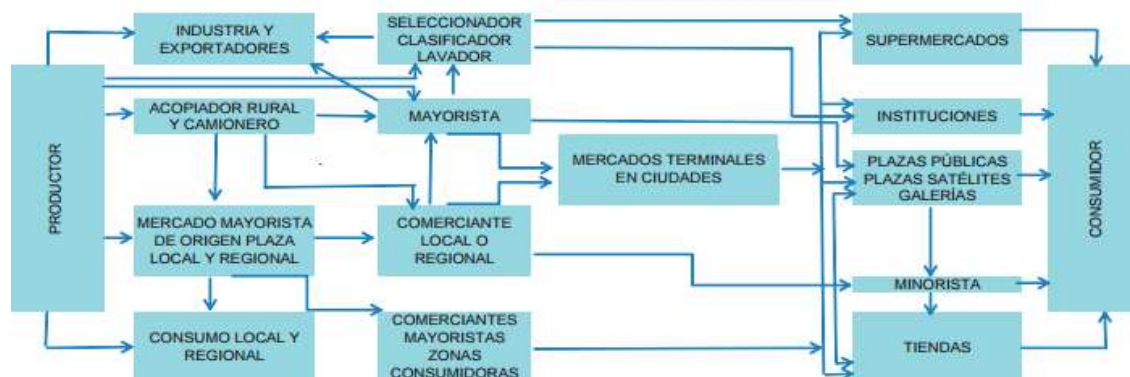 PRODUCTOR
INDUSTRIA Y
EXPORTADORES
ACOPIADOR RURAL
Y CAMIONERO
MERCADO MAYORISTA
DE ORIGEN PLAZA
LOCAL Y REGIONAL
CONSUMO LOCAL Y
REGIONAL
SELECCIONADOR
CLASIFICADOR
LAVADOR
MAYORISTA
COMERCIANTE
LOCAL O
REGIONAL
COMERCIANTES
MAYORISTAS
ZONAS
CONSUMIDORAS
MERCADOS TERMINALES
EN CIUDADES
SUPERMERCADOS
INSTITUCIONES
PLAZAS PÚBLICAS
PLAZAS SATÉLITES
GALERÍAS
MINORISTA
TIENDAS
CONSUMIDOR